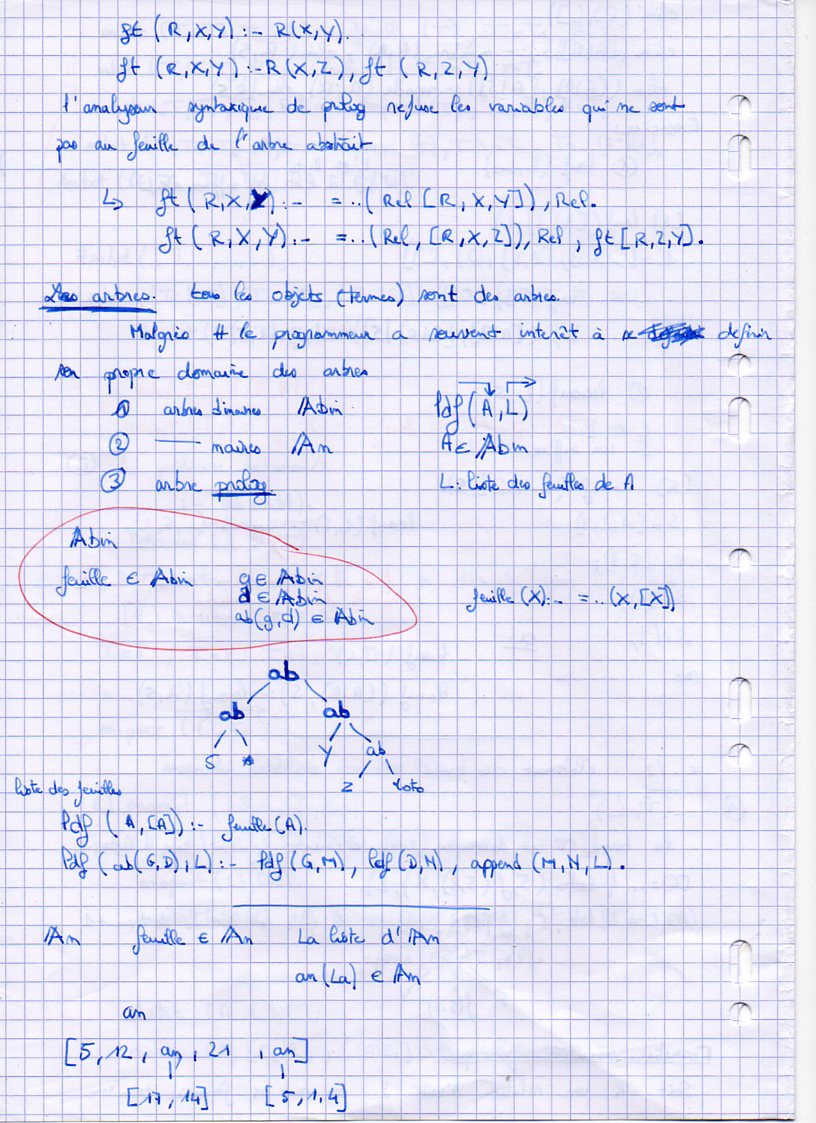 ft (R,X,Y) :- R(X,Y).
ft (R,X,Y) :- R(X,Z), ft (R,Z,Y)
l'analyseur syntaxique de prolog refuse les variables qui ne sont
pas au feuille de l'arbre abstrait
↳ ft (R,X,Y) :- =..(Rel [R,X,Y]), Rel.
ft (R,X,Y) :- =..(Rel, [R,X,Z]), Rel, ft[R,Z,Y].
Les arbres. tous les objets (termes) sont des arbres.
Malgrès # le programmeur a souvent interêt à se definir
son propre domaine des arbres
① arbres binaires Abin
② —— naires An
③ arbre prolog.
ldf(A,L)
A ∈ Abin
L: liste des feuilles de A
Abin
feuille ∈ Abin
g ∈ Abin
d ∈ Abin
ab(g,d) ∈ Abin
feuille (X) :- =..(X,[X])
ab
ab ab
5 * Y ab
Z toto
liste des feuilles
ldf (A,[A]) :- feuille(A).
ldf (ab(G,D),L) :- ldf(G,M), ldf(D,N), append (M,N,L).
An feuille ∈ An La liste d'An
an(La) ∈ An
an
[5, 12, an, 21, an]
[17, 14] [5,1,4]